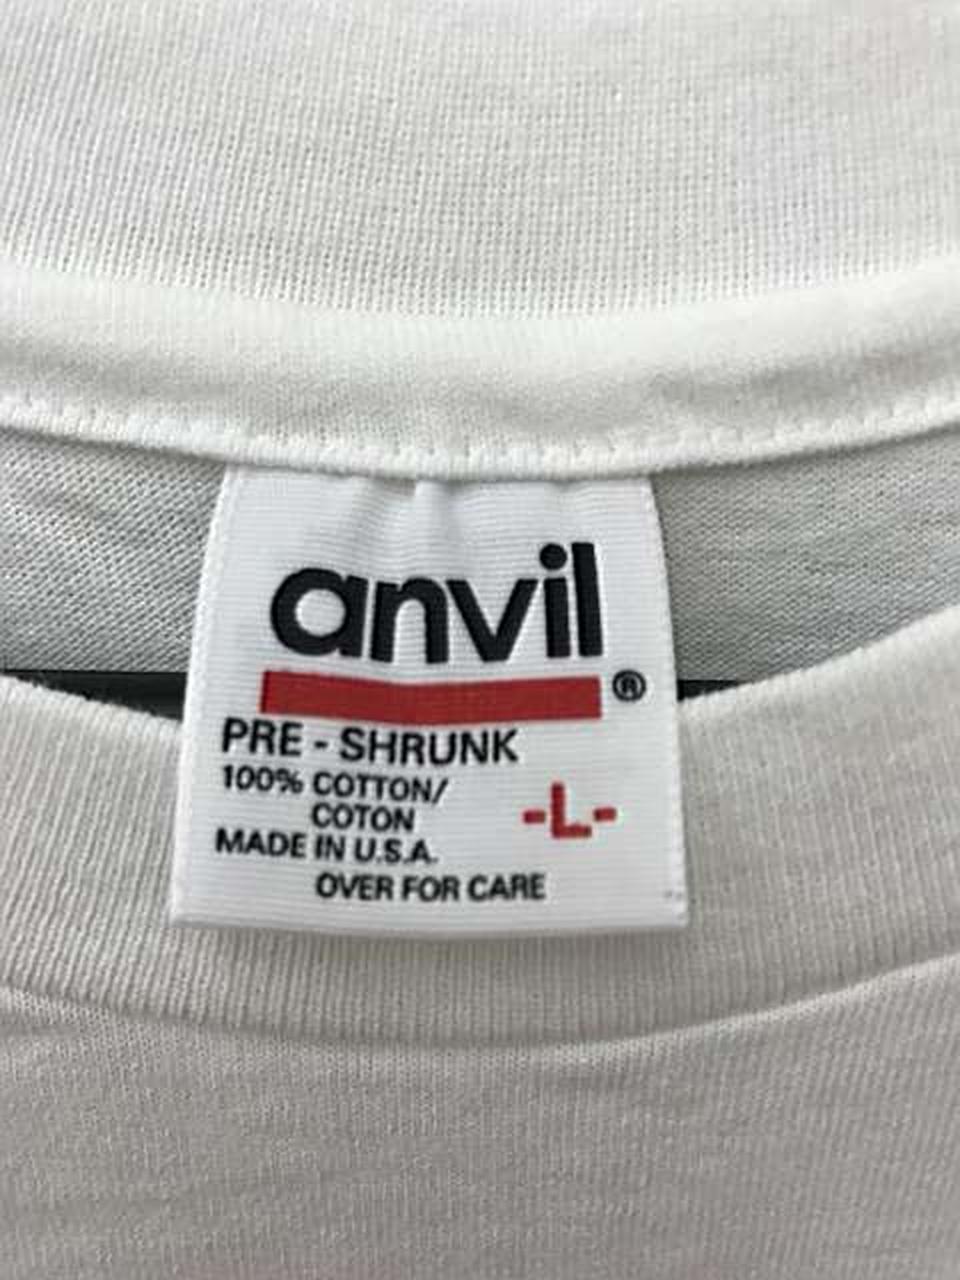 anvil
®
PRE - SHRUNK
100% COTTON/
COTON
-L-
MADE IN U.S.A.
OVER FOR CARE